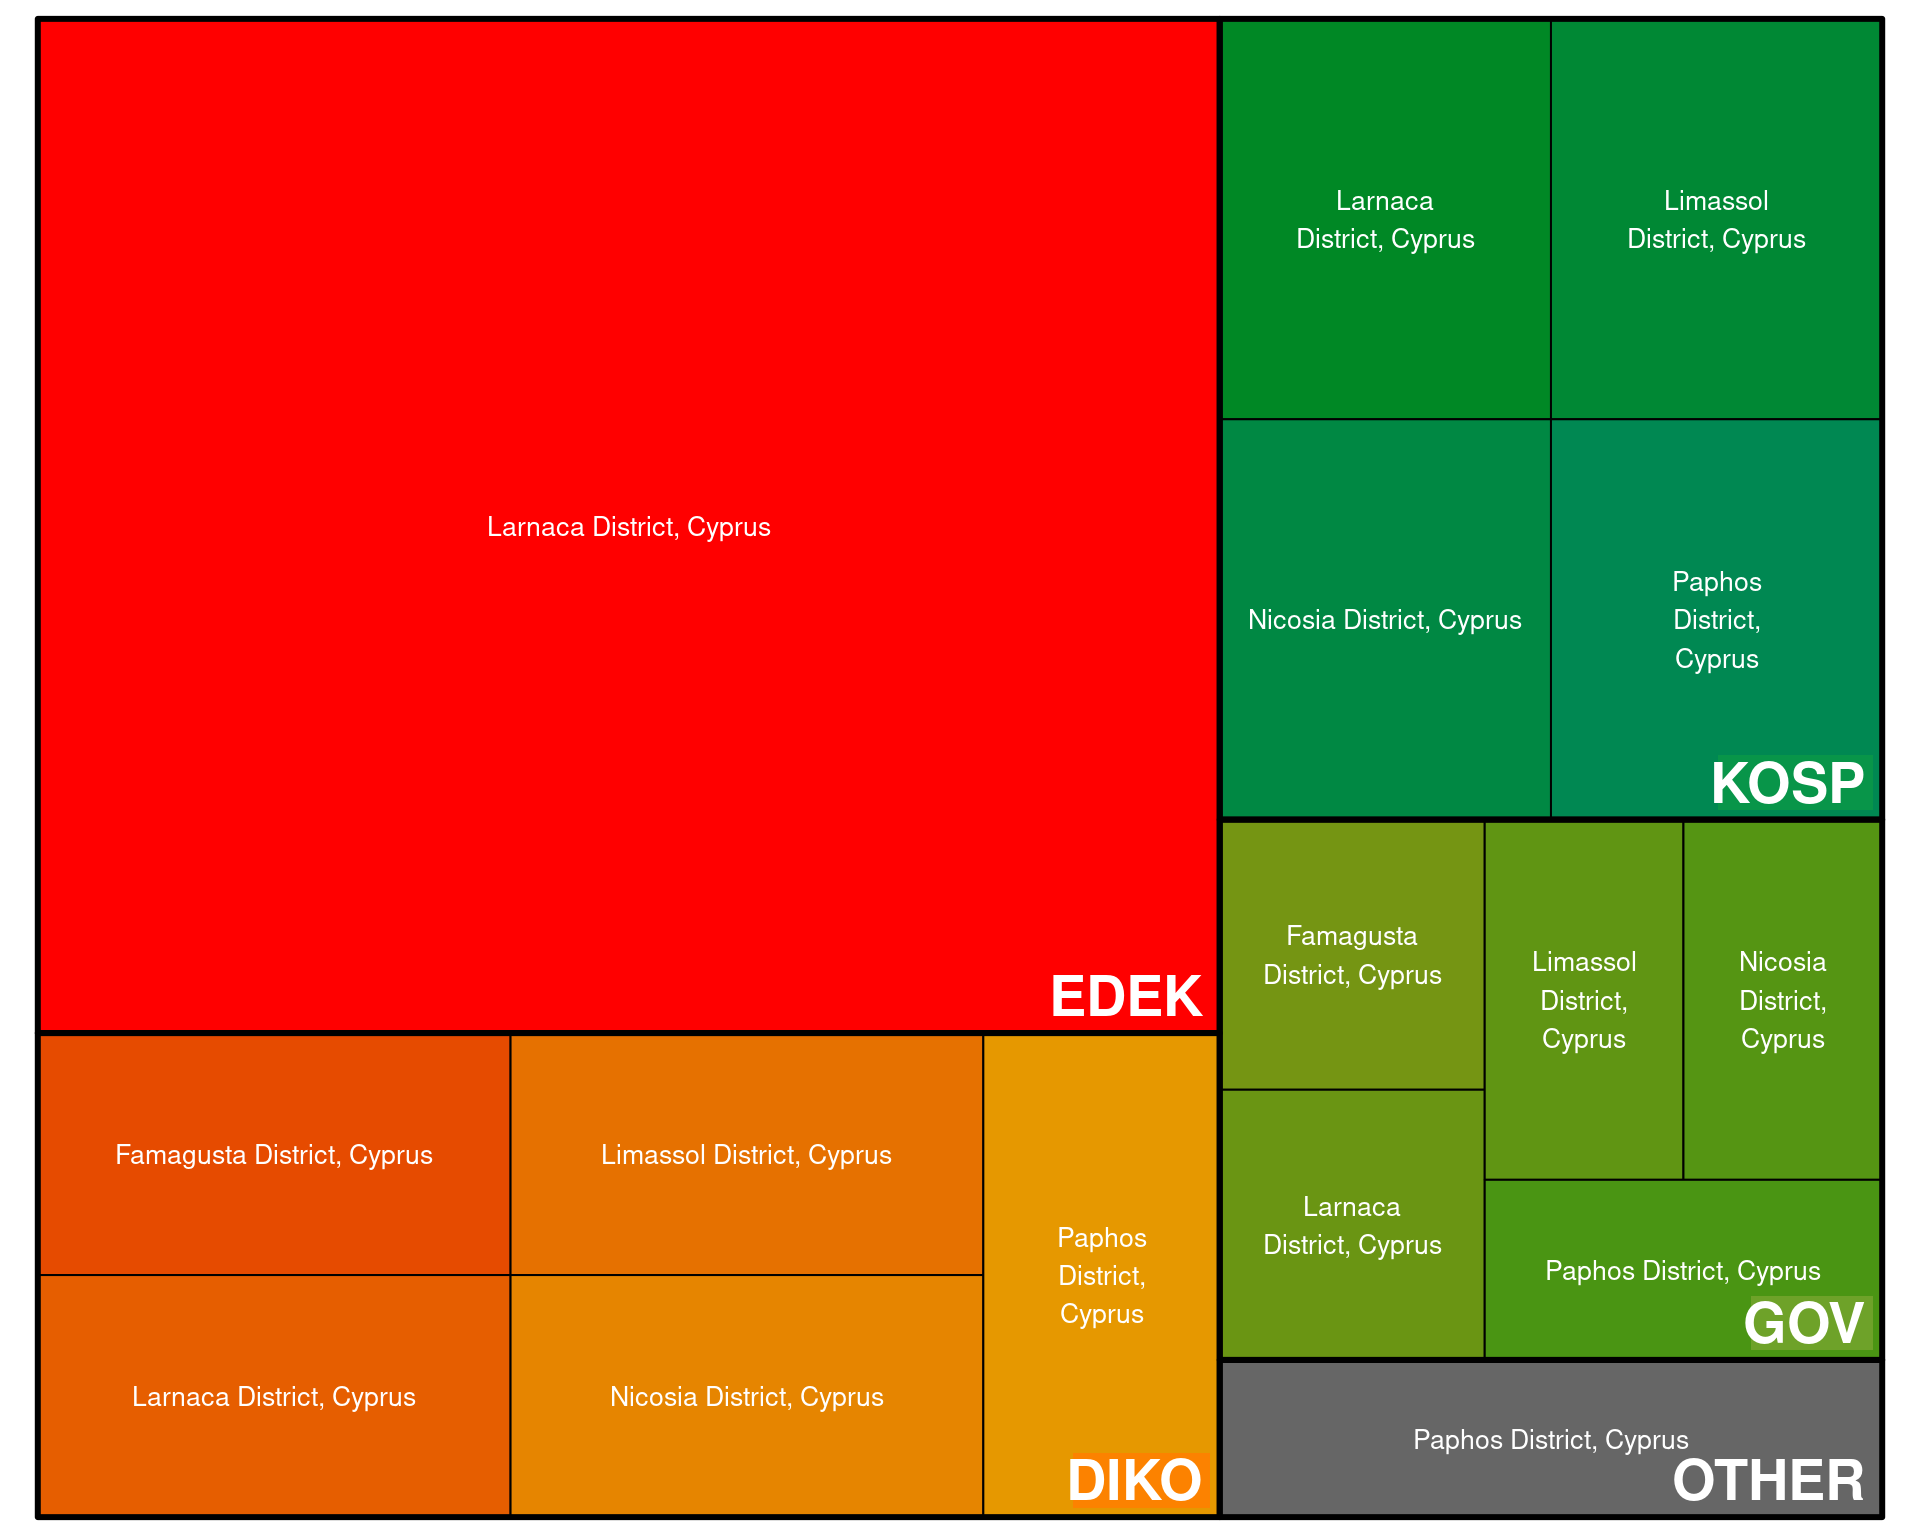 Larnaca District, Cyprus
EDEK
Famagusta District, Cyprus
Limassol District, Cyprus
Larnaca District, Cyprus
Nicosia District, Cyprus
Paphos
District,
Cyprus
DIKO
Larnaca
District, Cyprus
Limassol
District, Cyprus
Nicosia District, Cyprus
Paphos
District,
Cyprus
KOSP
Famagusta
District, Cyprus
Larnaca
District, Cyprus
Limassol
District,
Cyprus
Nicosia
District,
Cyprus
Paphos District, Cyprus
GOV
Paphos District, Cyprus
OTHER